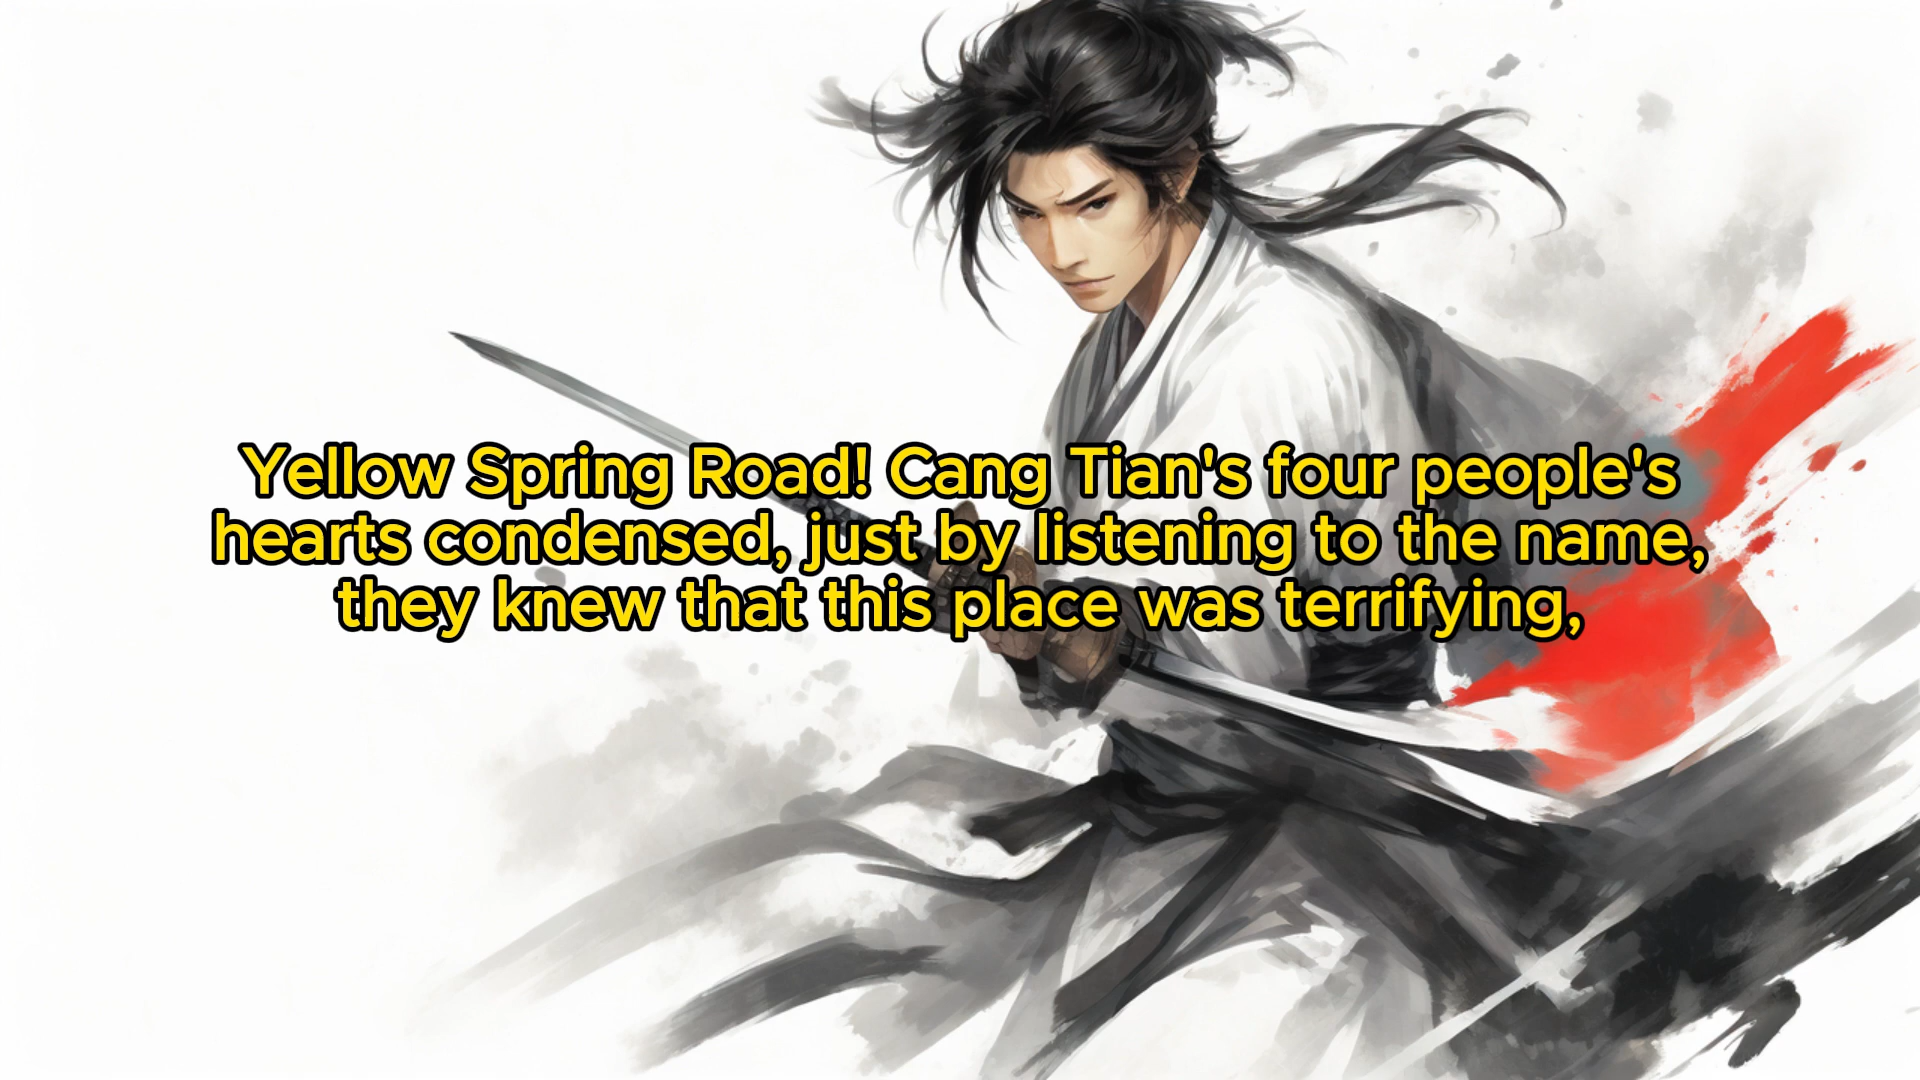 Yellow Spring Road! Cang Tian's four people's
hearts condensed, just by listening to the name,
they knew that this place was terrifying,